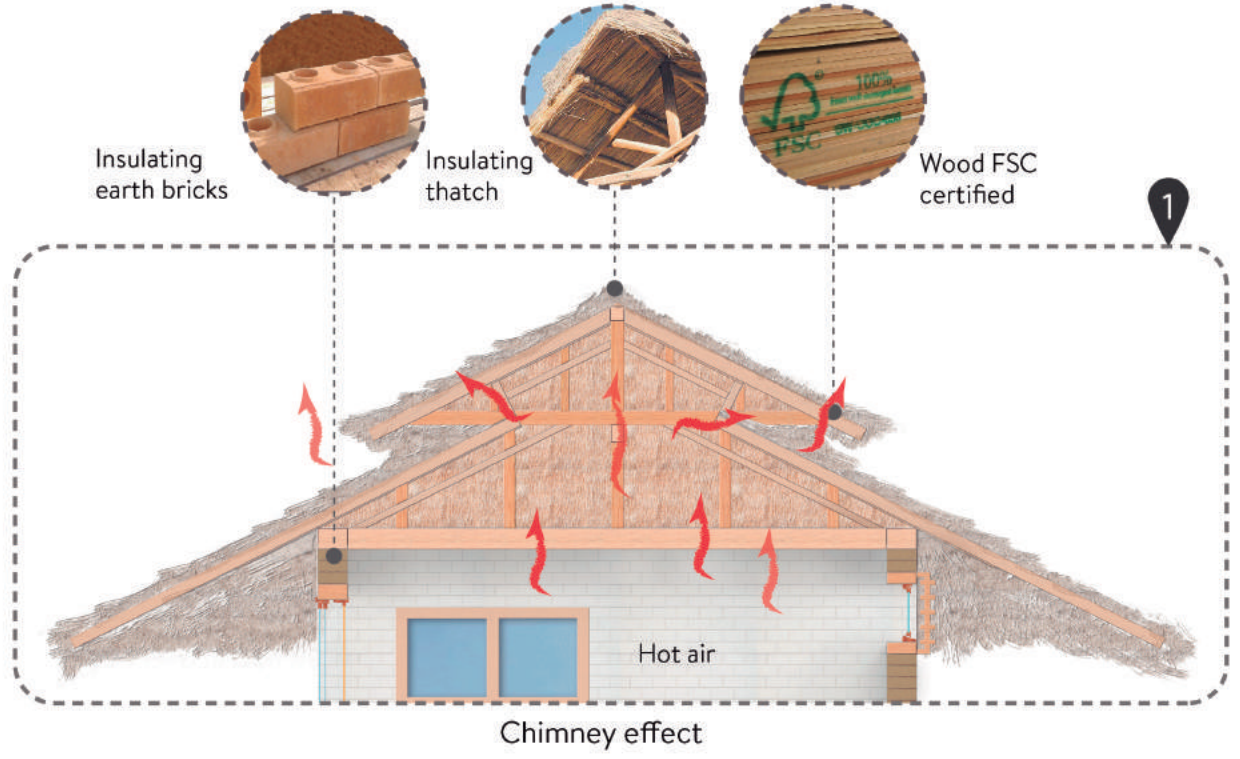 Insulating
earth bricks
Insulating
thatch
100%
FSC
Wood FSC
certified
1
Hot air
Chimney effect